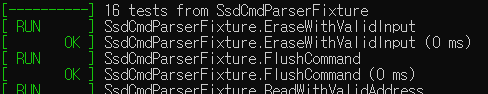 [----------] 16 tests from SsdCmdParserFixture
[ RUN      ] SsdCmdParserFixture.EraseWithValidInput
[       OK ] SsdCmdParserFixture.EraseWithValidInput (0 ms)
[ RUN      ] SsdCmdParserFixture.FlushCommand
[       OK ] SsdCmdParserFixture.FlushCommand (0 ms)
[ RUN      ] SsdCmdParserFixture.ReadWithValidAddress